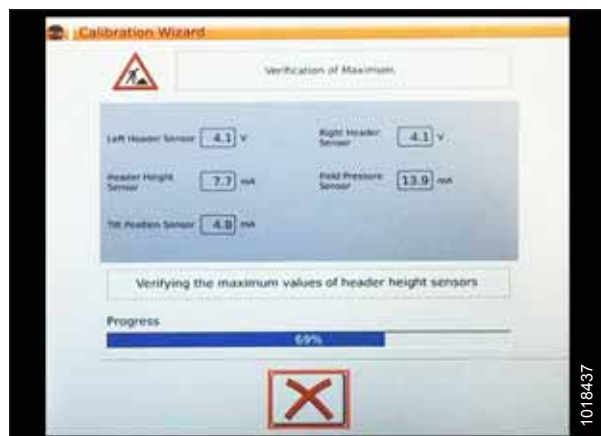 Calibration Wizard
Verification of Maximum
Left Header Sensor 4.1 V
Right Header Sensor 4.1 V
Header Height Sensor 7.7 mA
Field Pressure Sensor 13.9 mA
Tilt Position Sensor 4.8 mA
Verifying the maximum values of header height sensors
Progress
69%
1018437